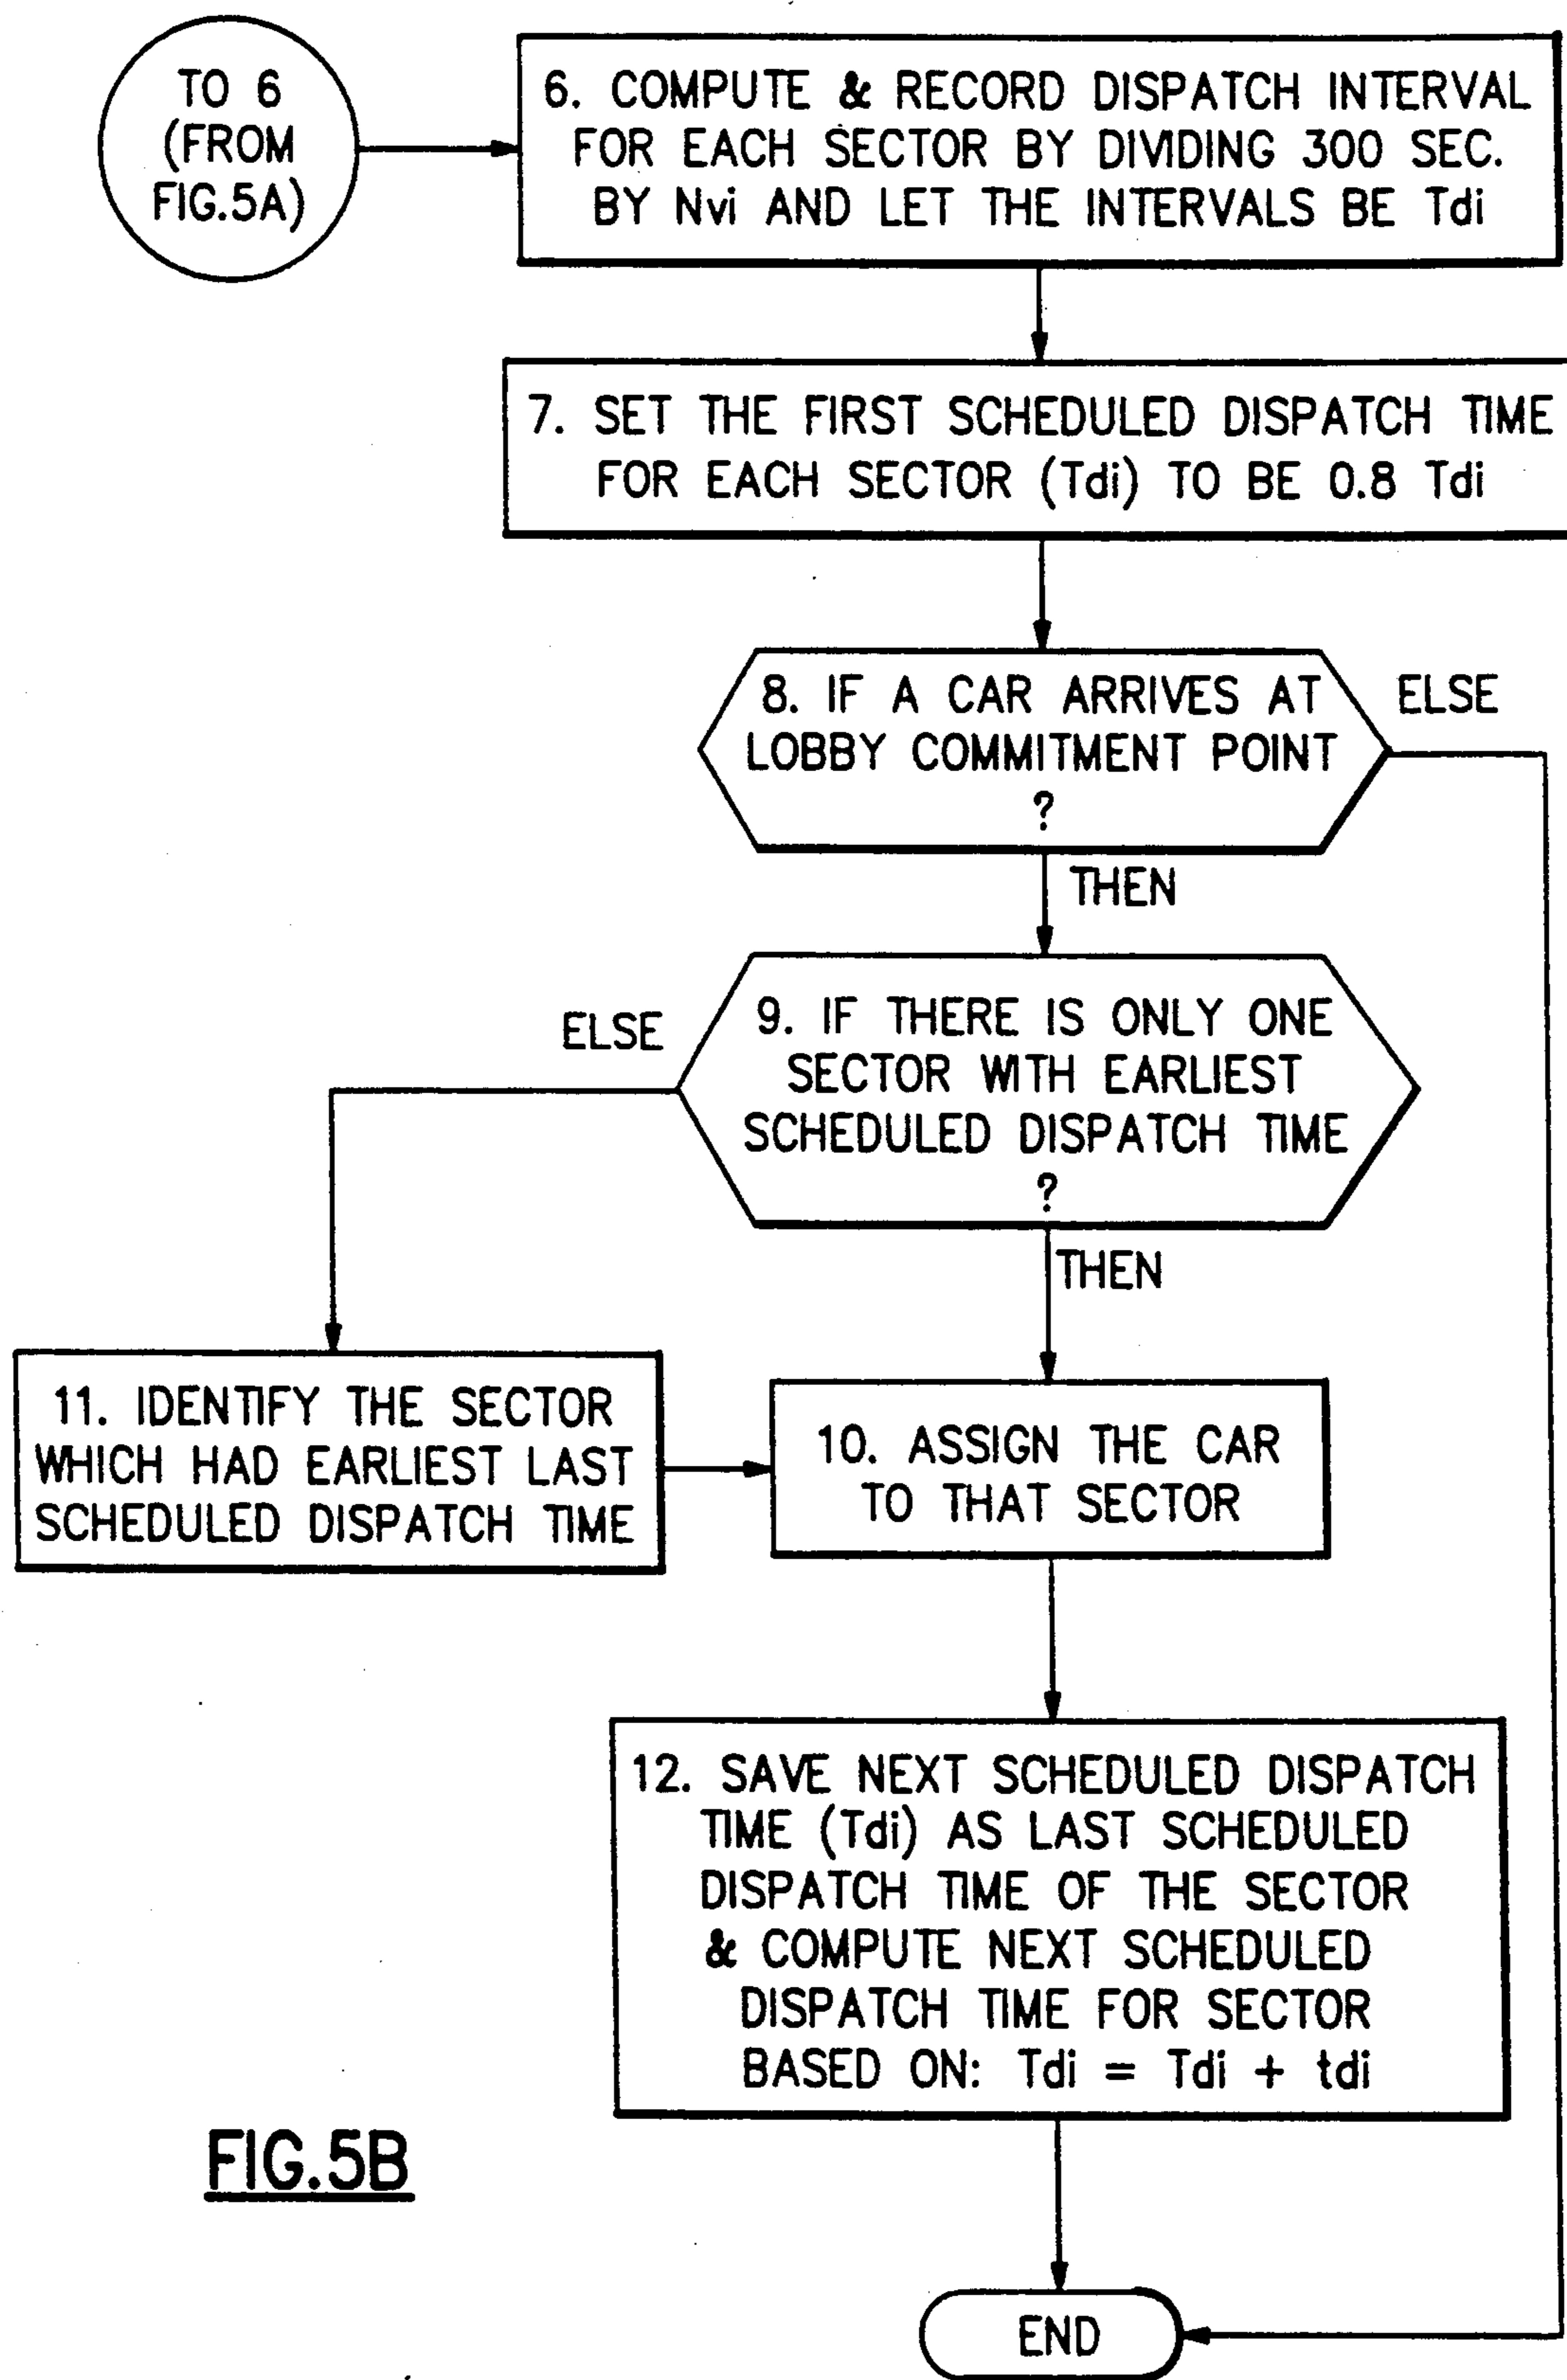 TO 6
(FROM
FIG.5A)
6. COMPUTE & RECORD DISPATCH INTERVAL
FOR EACH SECTOR BY DIVIDING 300 SEC.
BY Nvi AND LET THE INTERVALS BE Tdi
7. SET THE FIRST SCHEDULED DISPATCH TIME
FOR EACH SECTOR (Tdi) TO BE 0.8 Tdi
8. IF A CAR ARRIVES AT
LOBBY COMMITMENT POINT
?
ELSE
THEN
9. IF THERE IS ONLY ONE
SECTOR WITH EARLIEST
SCHEDULED DISPATCH TIME
?
ELSE
THEN
11. IDENTIFY THE SECTOR
WHICH HAD EARLIEST LAST
SCHEDULED DISPATCH TIME
10. ASSIGN THE CAR
TO THAT SECTOR
12. SAVE NEXT SCHEDULED DISPATCH
TIME (Tdi) AS LAST SCHEDULED
DISPATCH TIME OF THE SECTOR
& COMPUTE NEXT SCHEDULED
DISPATCH TIME FOR SECTOR
BASED ON: Tdi = Tdi + tdi
FIG.5B
END